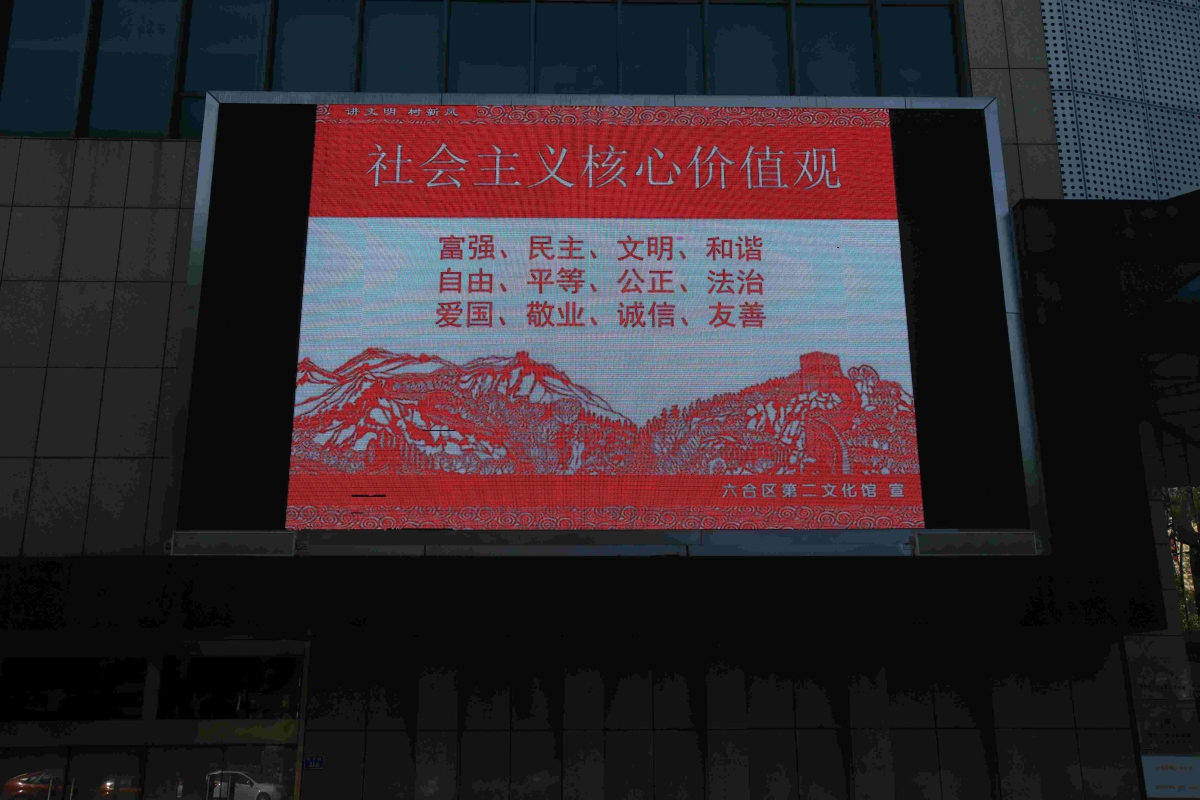 讲文明 树新风
社会主义核心价值观
富强、民主、文明、和谐
自由、平等、公正、法治
爱国、敬业、诚信、友善
六合区第二文化馆 宣